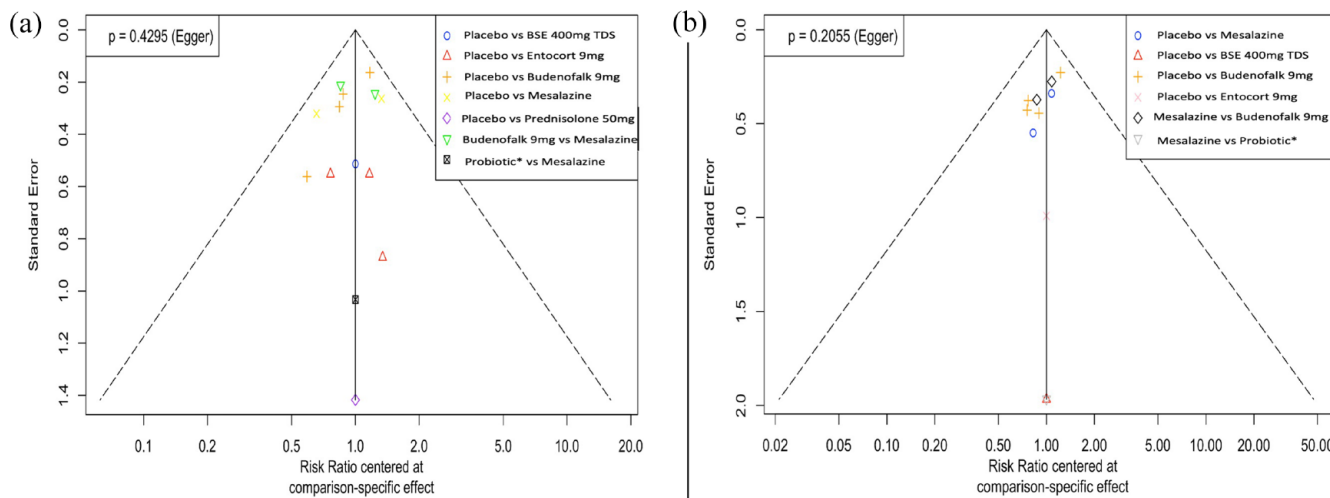 (a)
p = 0.4295 (Egger)
Placebo vs BSE 400mg TDS
Placebo vs Entocort 9mg
Placebo vs Budenofalk 9mg
Placebo vs Mesalazine
Placebo vs Prednisolone 50mg
Budenofalk 9mg vs Mesalazine
Probiotic* vs Mesalazine
Standard Error
0.0
0.2
0.4
0.6
0.8
1.0
1.2
1.4
0.1 0.5 1.0 5.0 10.0 20.0
Risk Ratio centered at
comparison-specific effect
(b)
p = 0.2055 (Egger)
Placebo vs Mesalazine
Placebo vs BSE 400mg TDS
Placebo vs Budenofalk 9mg
Placebo vs Entocort 9mg
Mesalazine vs Budenofalk 9mg
Mesalazine vs Probiotic*
Standard Error
0.0
0.5
1.0
1.5
2.0
0.02 0.05 0.10 0.20 0.50 1.00 2.00 5.00 10.00 20.00 50.00
Risk Ratio centered at
comparison-specific effect